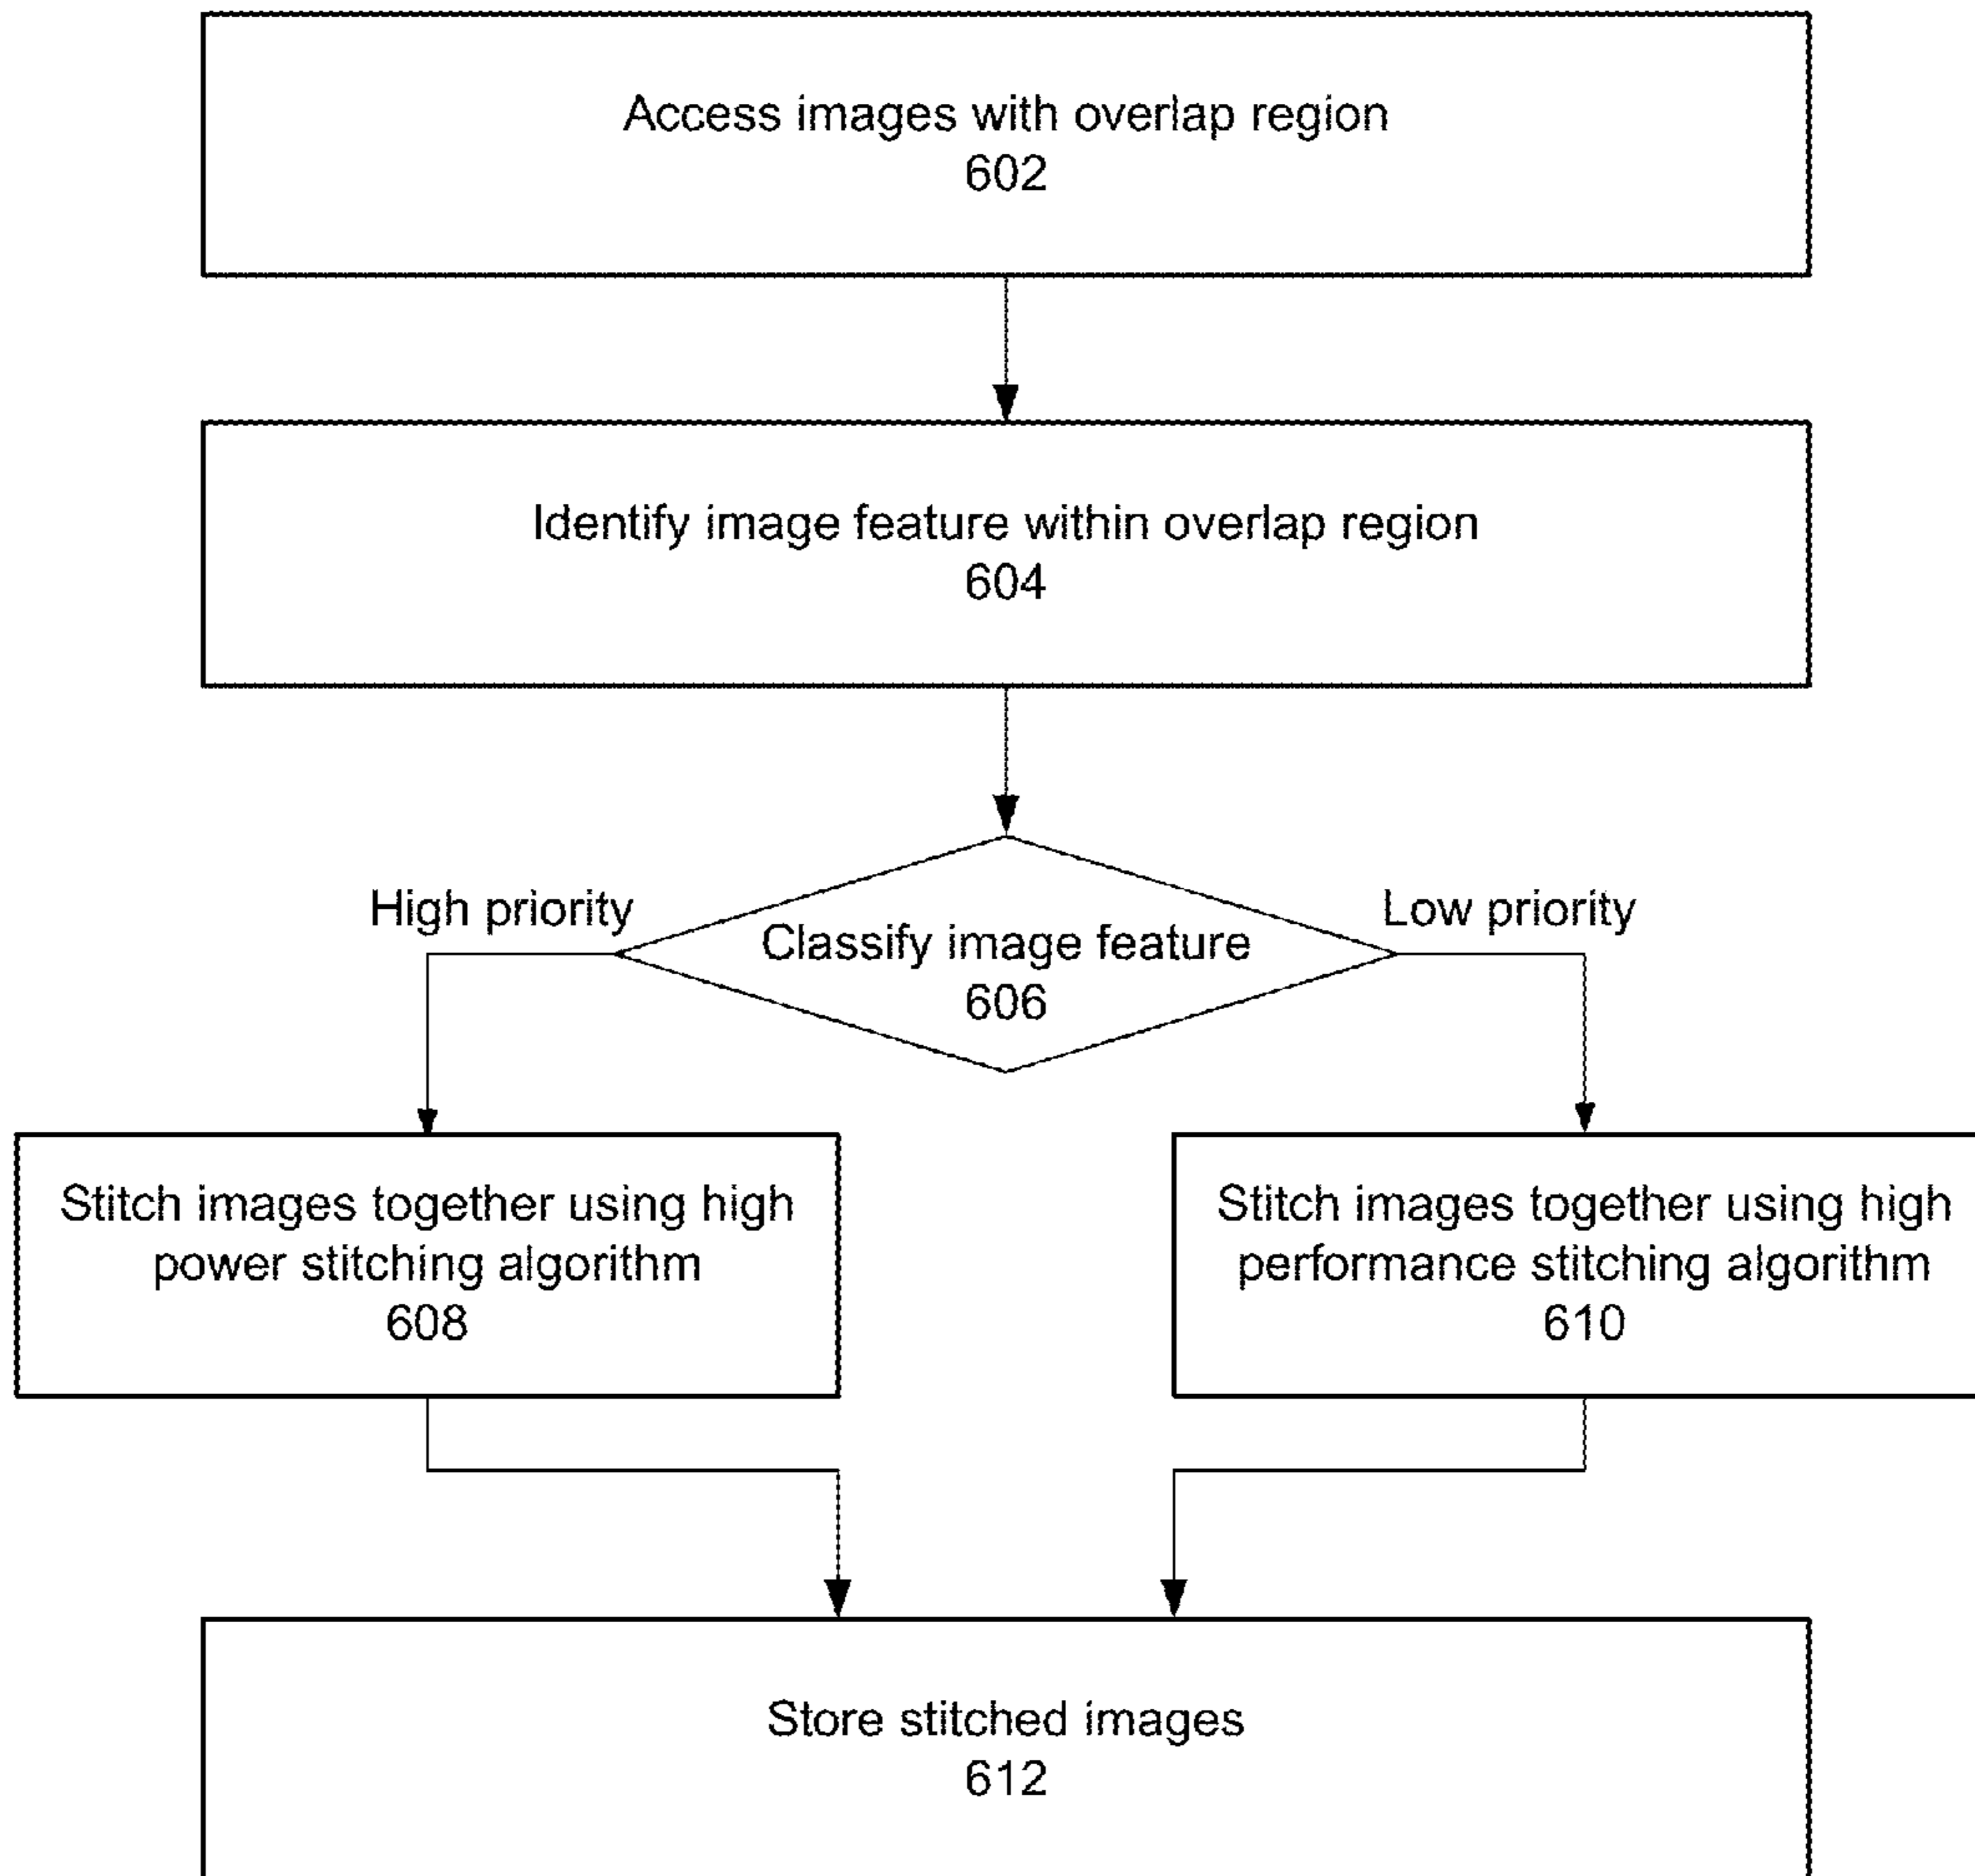 Access images with overlap region
602
Identify image feature within overlap region
604
High priority
Low priority
Classify image feature
606
Stitch images together using high
power stitching algorithm
608
Stitch images together using high
performance stitching algorithm
610
Store stitched images
612